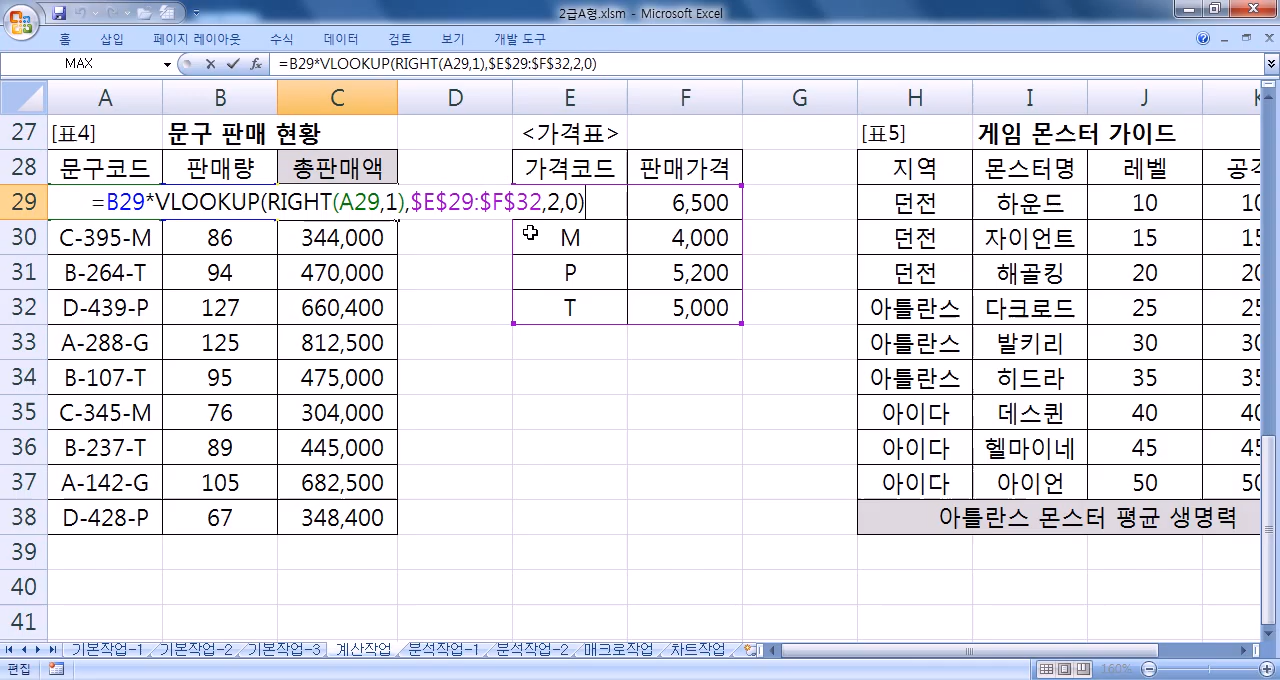 2급A형.xlsm - Microsoft Excel
홈 삽입 페이지 레이아웃 수식 데이터 검토 보기 개발 도구
MAX =B29*VLOOKUP(RIGHT(A29,1),$E$29:$F$32,2,0)
A B C D E F G H I J K
27 [표4] 문구 판매 현황 <가격표> [표5] 게임 몬스터 가이드
28 문구코드 판매량 총판매액 가격코드 판매가격 지역 몬스터명 레벨
29 =B29*VLOOKUP(RIGHT(A29,1),$E$29:$F$32,2,0) 6,500 던전 하운드 10
30 C-395-M 86 344,000 M 4,000 던전 자이언트 15
31 B-264-T 94 470,000 P 5,200 던전 해골킹 20
32 D-439-P 127 660,400 T 5,000 아틀란스 다크로드 25
33 A-288-G 125 812,500 아틀란스 발키리 30
34 B-107-T 95 475,000 아틀란스 히드라 35
35 C-345-M 76 304,000 아이다 데스퀸 40
36 B-237-T 89 445,000 아이다 헬마이네 45
37 A-142-G 105 682,500 아이다 아이언 50
38 D-428-P 67 348,400 아틀란스 몬스터 평균 생명력
39
40
41
기본작업-1 기본작업-2 기본작업-3 계산작업 분석작업-1 분석작업-2 매크로작업 차트작업
편집 160%